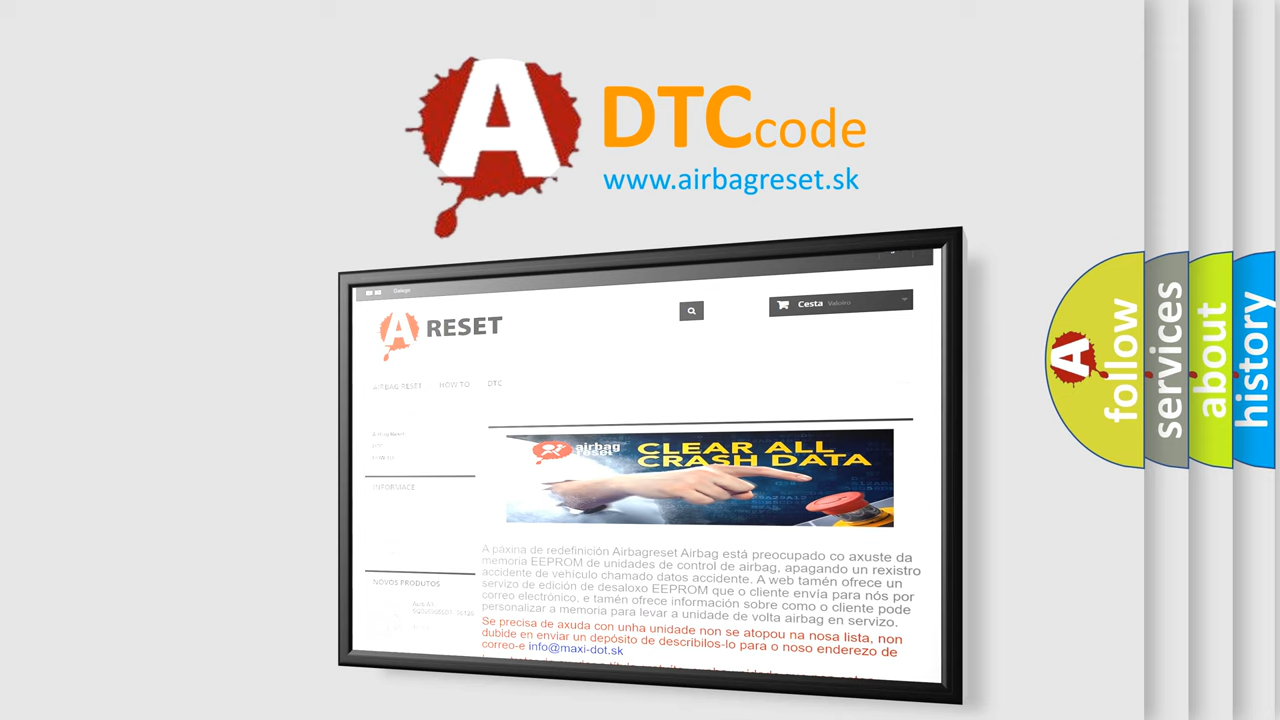 A
DTCcode
www.airbagreset.sk
Galego
A RESET
Cesta Valoiro
AIRBAG RESET HOW TO DTC
HOW TO
INFORMACE
airbag
reset
CLEAR ALL
CRASH DATA
A páxina de redefinición Airbagreset Airbag está preocupado co axuste da
memoria EEPROM de unidades de control de airbag, apagando un rexistro
accidente de vehículo chamado datos accidente. A web tamén ofrece un
servizo de edición de desaloxo EEPROM que o cliente envía para nós por
correo electrónico, e tamén ofrece información sobre como o cliente pode
personalizar a memoria para levar a unidade de volta airbag en servizo.
Se precisa de axuda con unha unidade non se atopou na nosa lista, non
dubide en enviar un depósito de describilos-lo para o noso enderezo de
correo-e info@maxi-dot.sk
NOVOS PRODUTOS
A
follow
services
about
history